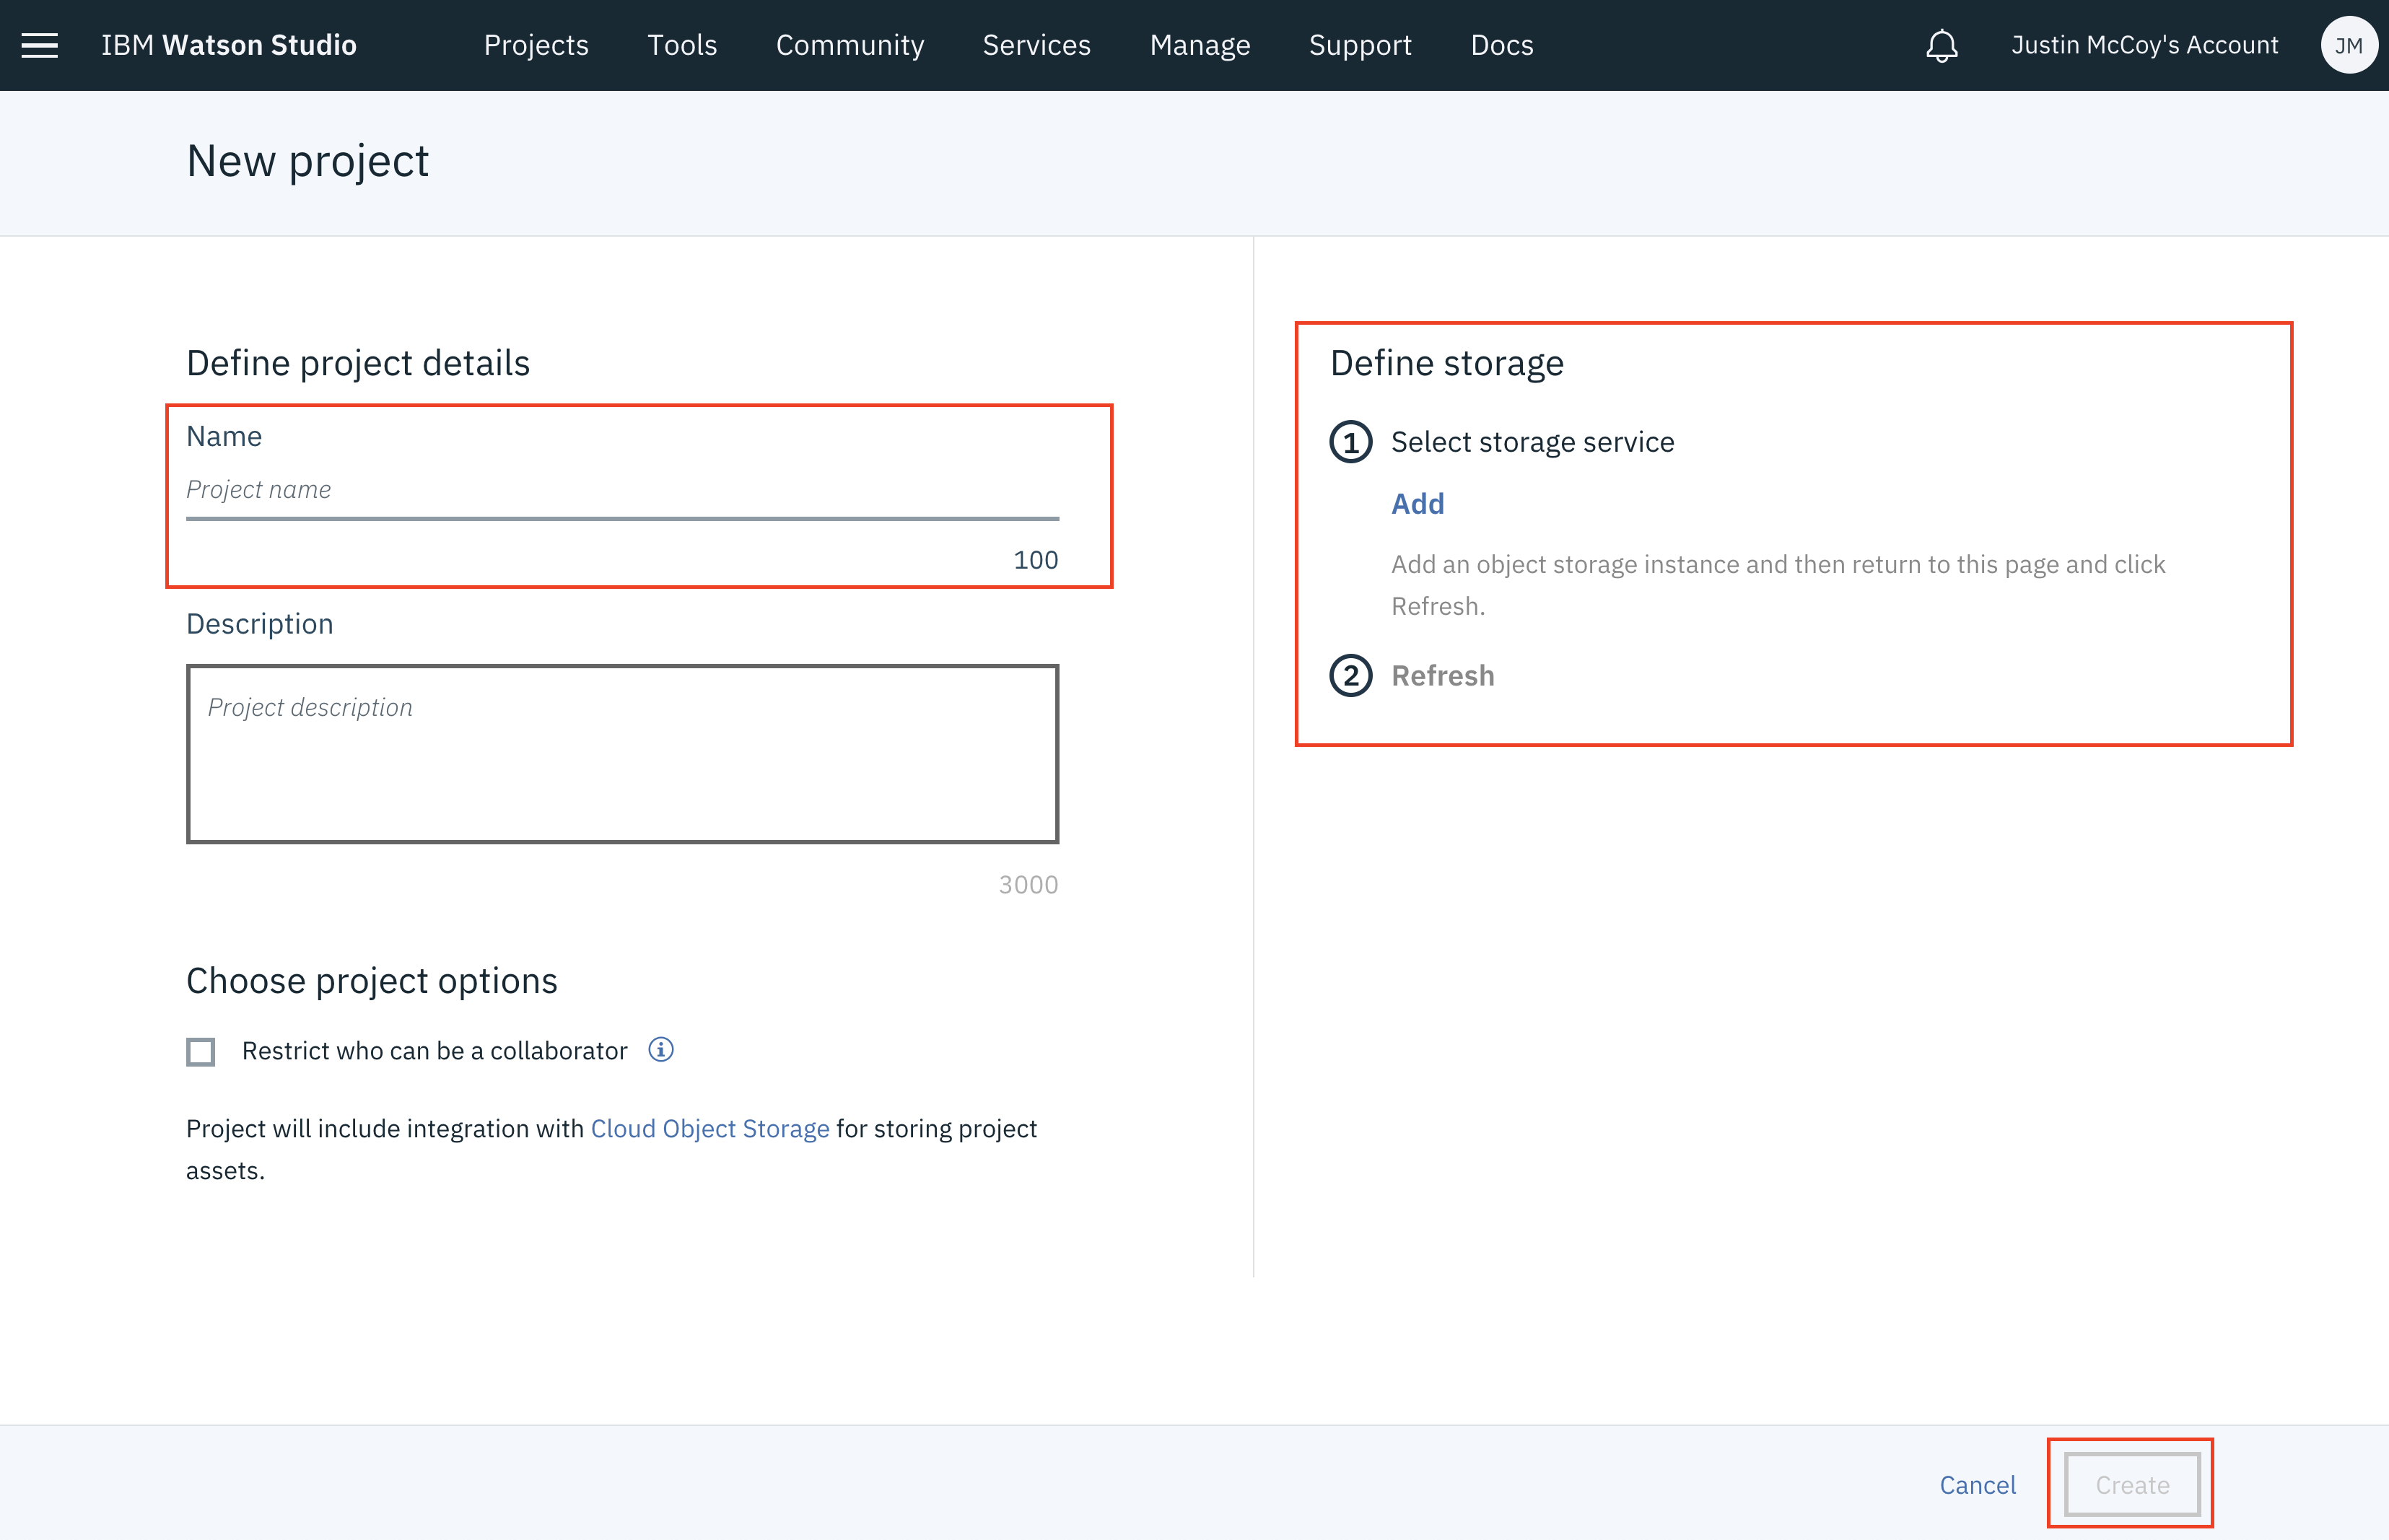 IBM Watson Studio Projects Tools Community Services Manage Support Docs Justin McCoy's Account JM
New project
Define project details
Name
Project name
100
Description
Project description
3000
Choose project options
Restrict who can be a collaborator
Project will include integration with Cloud Object Storage for storing project
assets.
Define storage
1 Select storage service
Add
Add an object storage instance and then return to this page and click
Refresh.
2 Refresh
Cancel Create